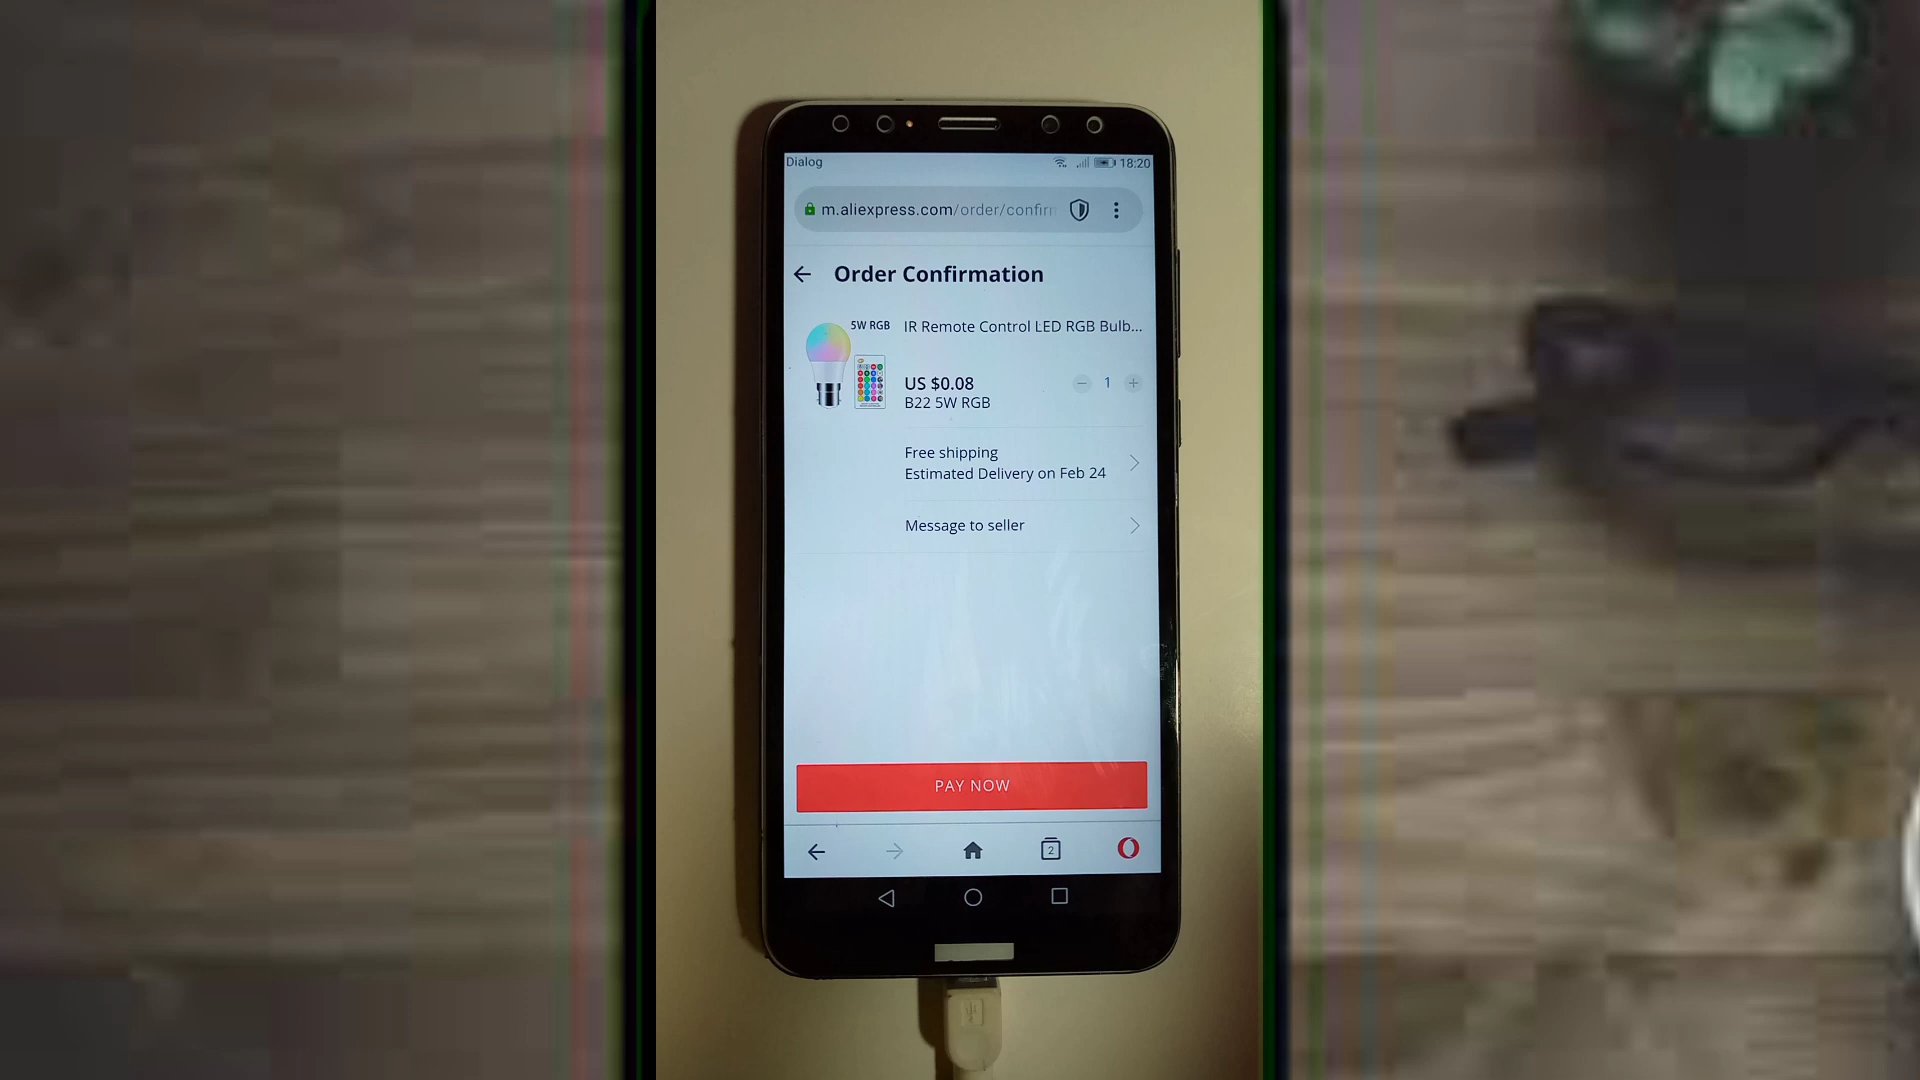 Dialog
18:20
m.aliexpress.com/order/confirm
Order Confirmation
5W RGB
IR Remote Control LED RGB Bulb...
US $0.08
1
B22 5W RGB
Free shipping
Estimated Delivery on Feb 24
Message to seller
PAY NOW
2